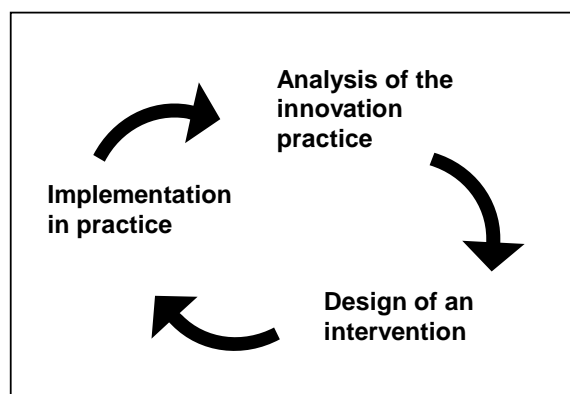 Analysis of the
innovation
practice
Implementation
in practice
Design of an
intervention